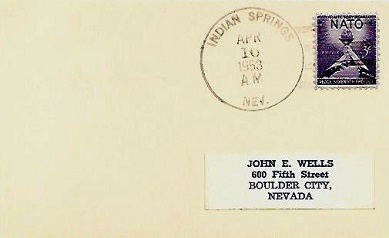 INDIAN SPRINGS
APR
16
1953
A M
NEV.
NATO
3¢
JOHN E. WELLS
600 Fifth Street
BOULDER CITY,
NEVADA